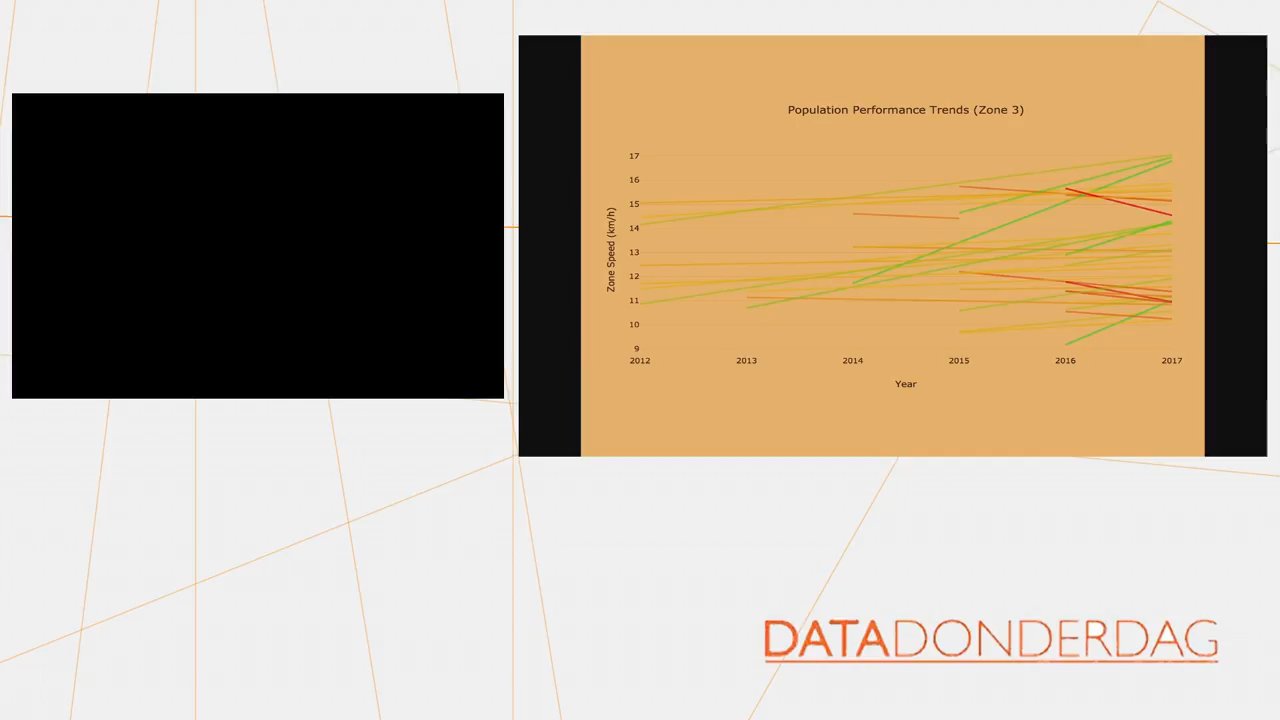 Population Performance Trends (Zone 3)
17
16
15
14
13
12
11
10
9
Zone Speed (km/h)
2012 2013 2014 2015 2016 2017
Year
DATADONDERDAG